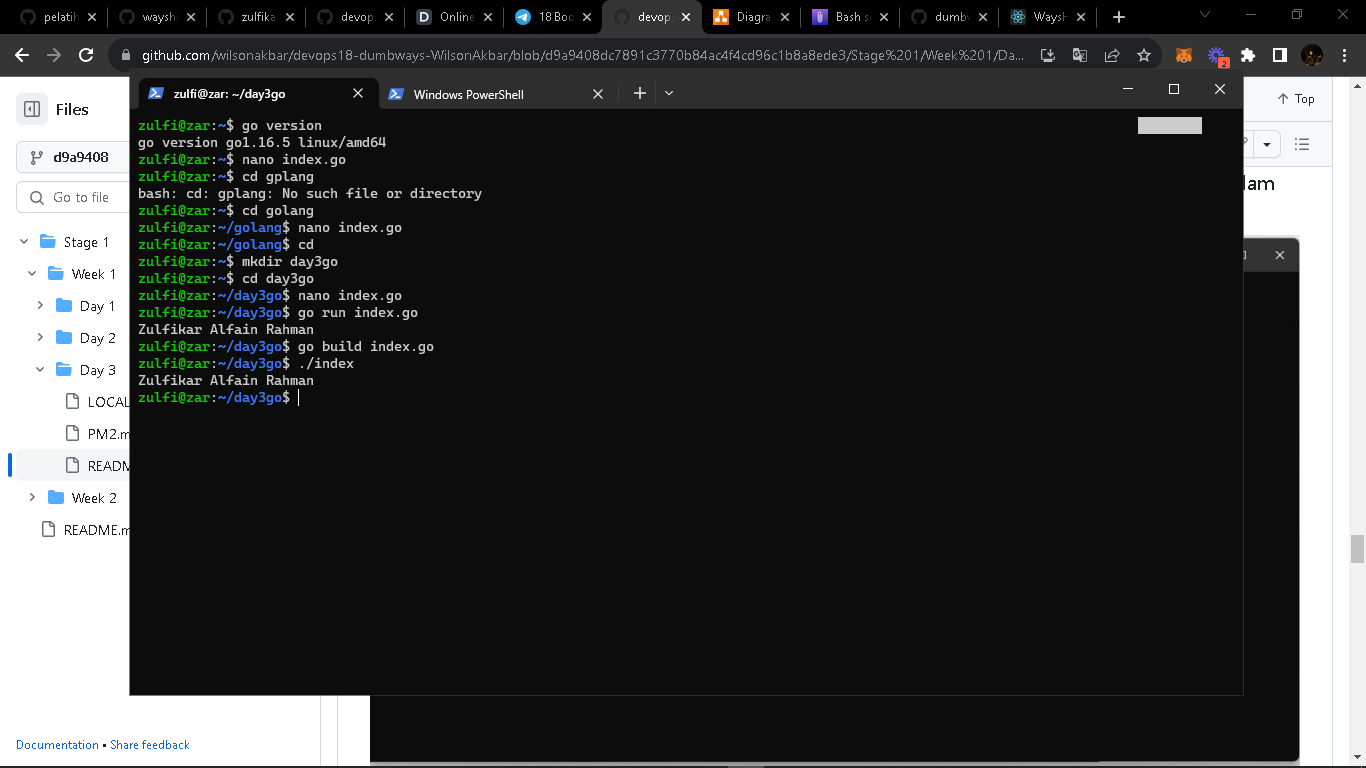 pelatih
waysh
zulfika
devop
Online
18 Boo
devop
Diagra
Bash s
dumbw
Waysh
github.com/wilsonakbar/devops18-dumbways-WilsonAkbar/blob/d9a9408dc7891c3770b84ac4f4cd96c1b8a8ede3/Stage%201/Week%201/Da...
2
Files
Top
d9a9408
Go to file
lam
Stage 1
Week 1
Day 1
Day 2
Day 3
LOCAL
PM2.m
READM
Week 2
README.m
Documentation • Share feedback
zulfi@zar: ~/day3go
Windows PowerShell
zulfi@zar:~$ go version
go version go1.16.5 linux/amd64
zulfi@zar:~$ nano index.go
zulfi@zar:~$ cd gplang
bash: cd: gplang: No such file or directory
zulfi@zar:~$ cd golang
zulfi@zar:~/golang$ nano index.go
zulfi@zar:~/golang$ cd
zulfi@zar:~$ mkdir day3go
zulfi@zar:~$ cd day3go
zulfi@zar:~/day3go$ nano index.go
zulfi@zar:~/day3go$ go run index.go
Zulfikar Alfain Rahman
zulfi@zar:~/day3go$ go build index.go
zulfi@zar:~/day3go$ ./index
Zulfikar Alfain Rahman
zulfi@zar:~/day3go$